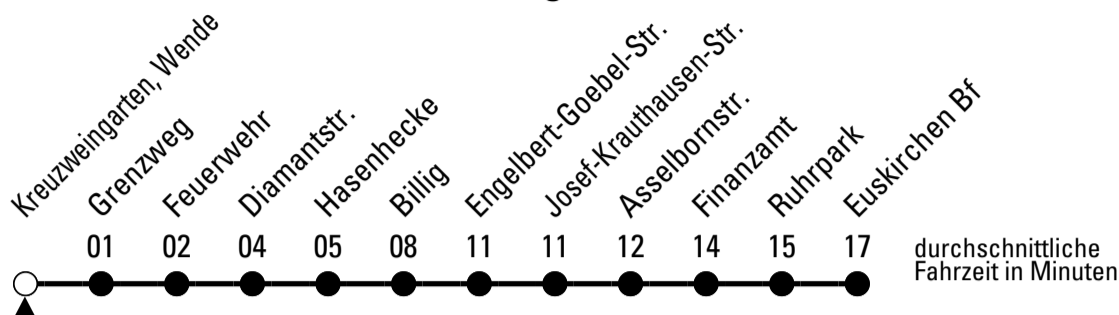 Kreuzweingarten, Wende
Grenzweg
Feuerwehr
Diamantstr.
Hasenhecke
Billig
Engelbert-Goebel-Str.
Josef-Krauthausen-Str.
Asselbornstr.
Finanzamt
Ruhrpark
Euskirchen Bf
01 02 04 05 08 11 11 12 14 15 17
durchschnittliche
Fahrzeit in Minuten